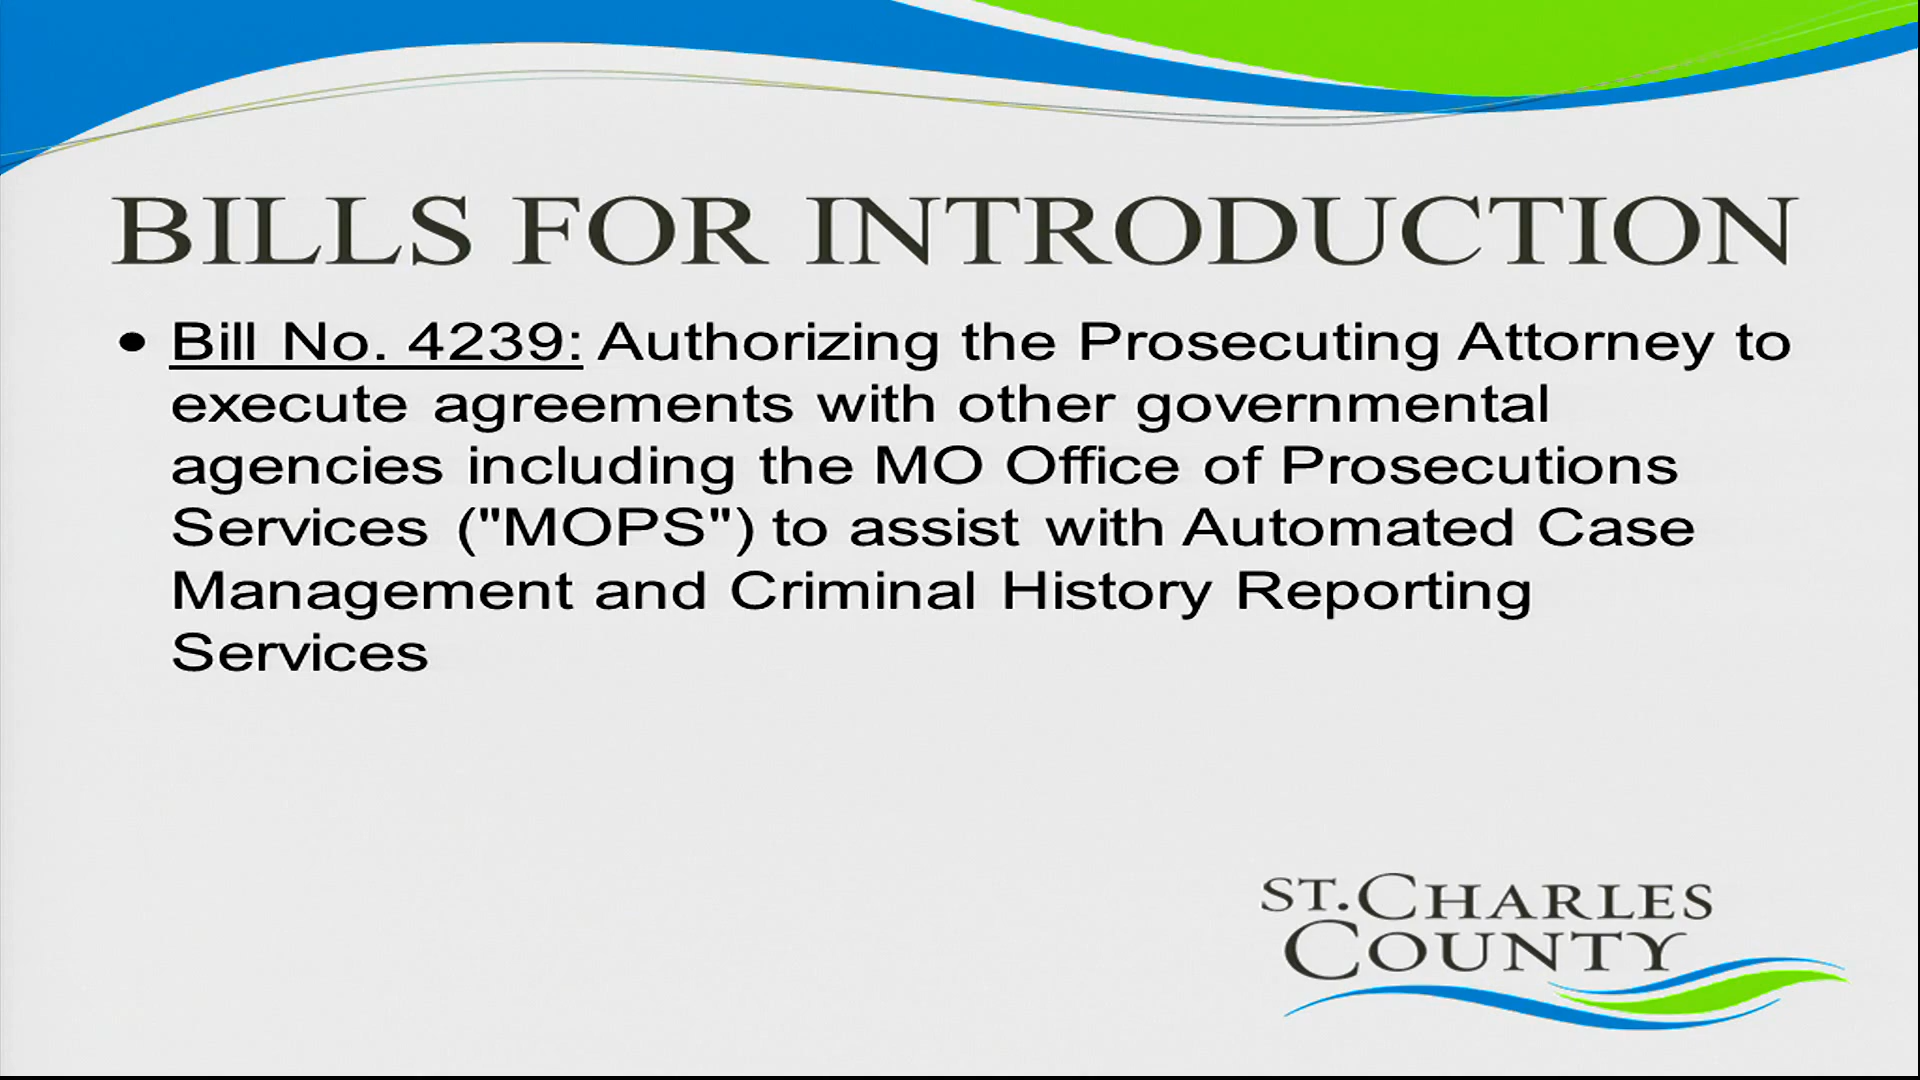 BILLS FOR INTRODUCTION
• Bill No. 4239: Authorizing the Prosecuting Attorney to
execute agreements with other governmental
agencies including the MO Office of Prosecutions
Services ("MOPS") to assist with Automated Case
Management and Criminal History Reporting
Services
ST. CHARLES
COUNTY